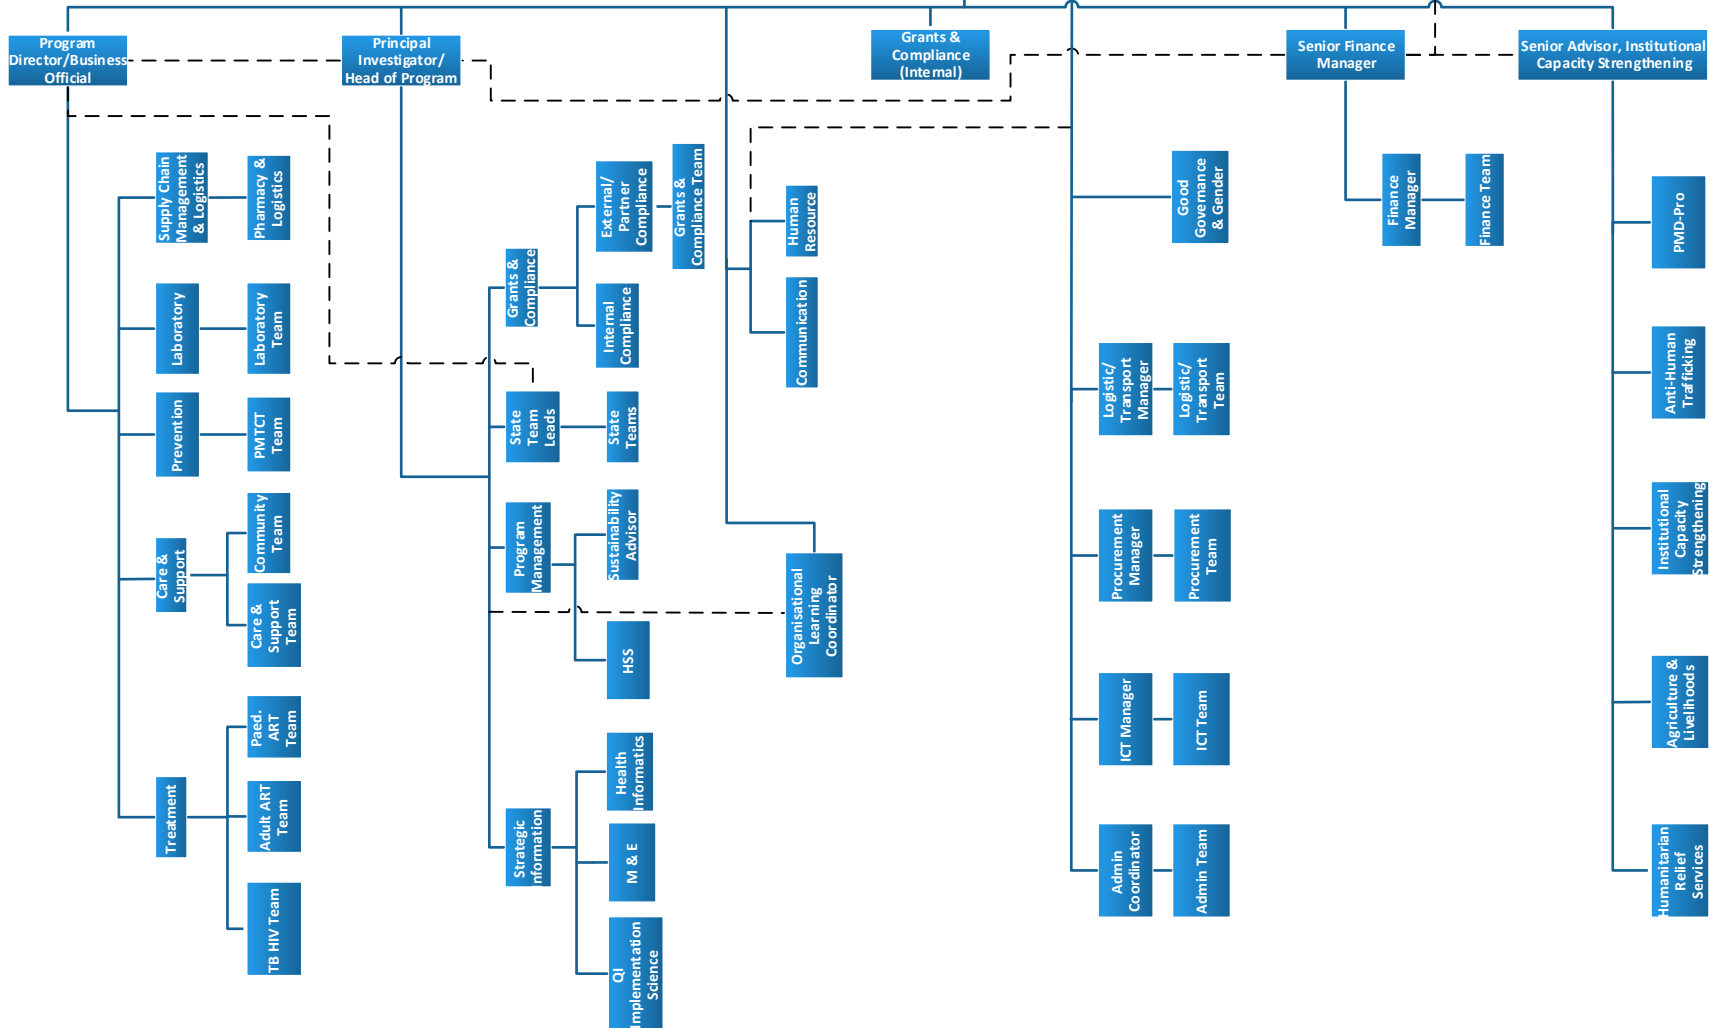 Program
Director/Business
Official
Principal
Investigator/
Head of Program
Grants &
Compliance
(Internal)
Senior Finance
Manager
Senior Advisor, Institutional
Capacity Strengthening
Supply Chain
Management
& Logistics
Pharmacy &
Logistics
Laboratory
Laboratory
Team
Prevention
PMTCT
Team
Care &
Support
Community
Team
Care &
Support
Team
Treatment
Paed.
ART
Team
Adult ART
Team
TB HIV Team
Grants &
Compliance
External/
Partner
Compliance
Grants &
Compliance Team
Internal
Compliance
State
Team
Leads
State
Teams
Program
Management
Sustainability
Advisor
HSS
Strategic
Information
Health
Informatics
M & E
QI
Implementation
Science
Human
Resource
Communication
Organisational
Learning
Coordinator
Good
Governance
& Gender
Logistic/
Transport
Manager
Logistic/
Transport
Team
Procurement
Manager
Procurement
Team
ICT Manager
ICT Team
Admin
Coordinator
Admin Team
Finance
Manager
Finance Team
PMD-Pro
Anti-Human
Trafficking
Institutional
Capacity
Strengthening
Agriculture &
Livelihoods
Humanitarian
Relief
Services